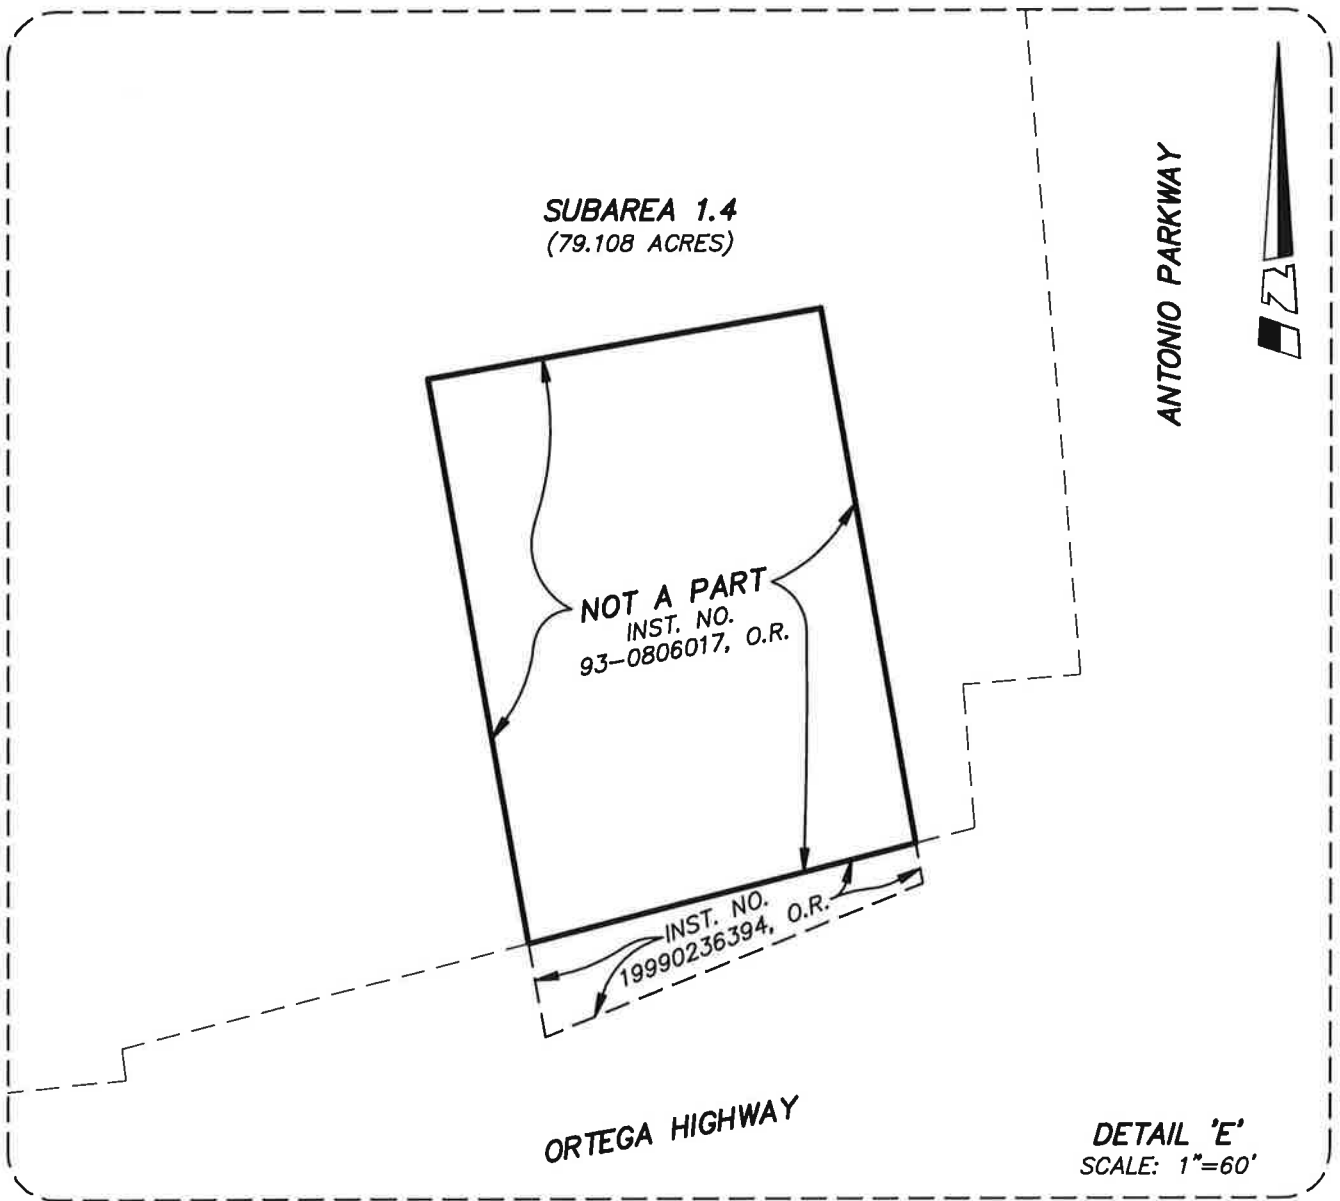 SUBAREA 1.4
(79.108 ACRES)
ANTONIO PARKWAY
N
NOT A PART
INST. NO.
93-0806017, O.R.
INST. NO.
19990236394, O.R.
ORTEGA HIGHWAY
DETAIL 'E'
SCALE: 1"=60'